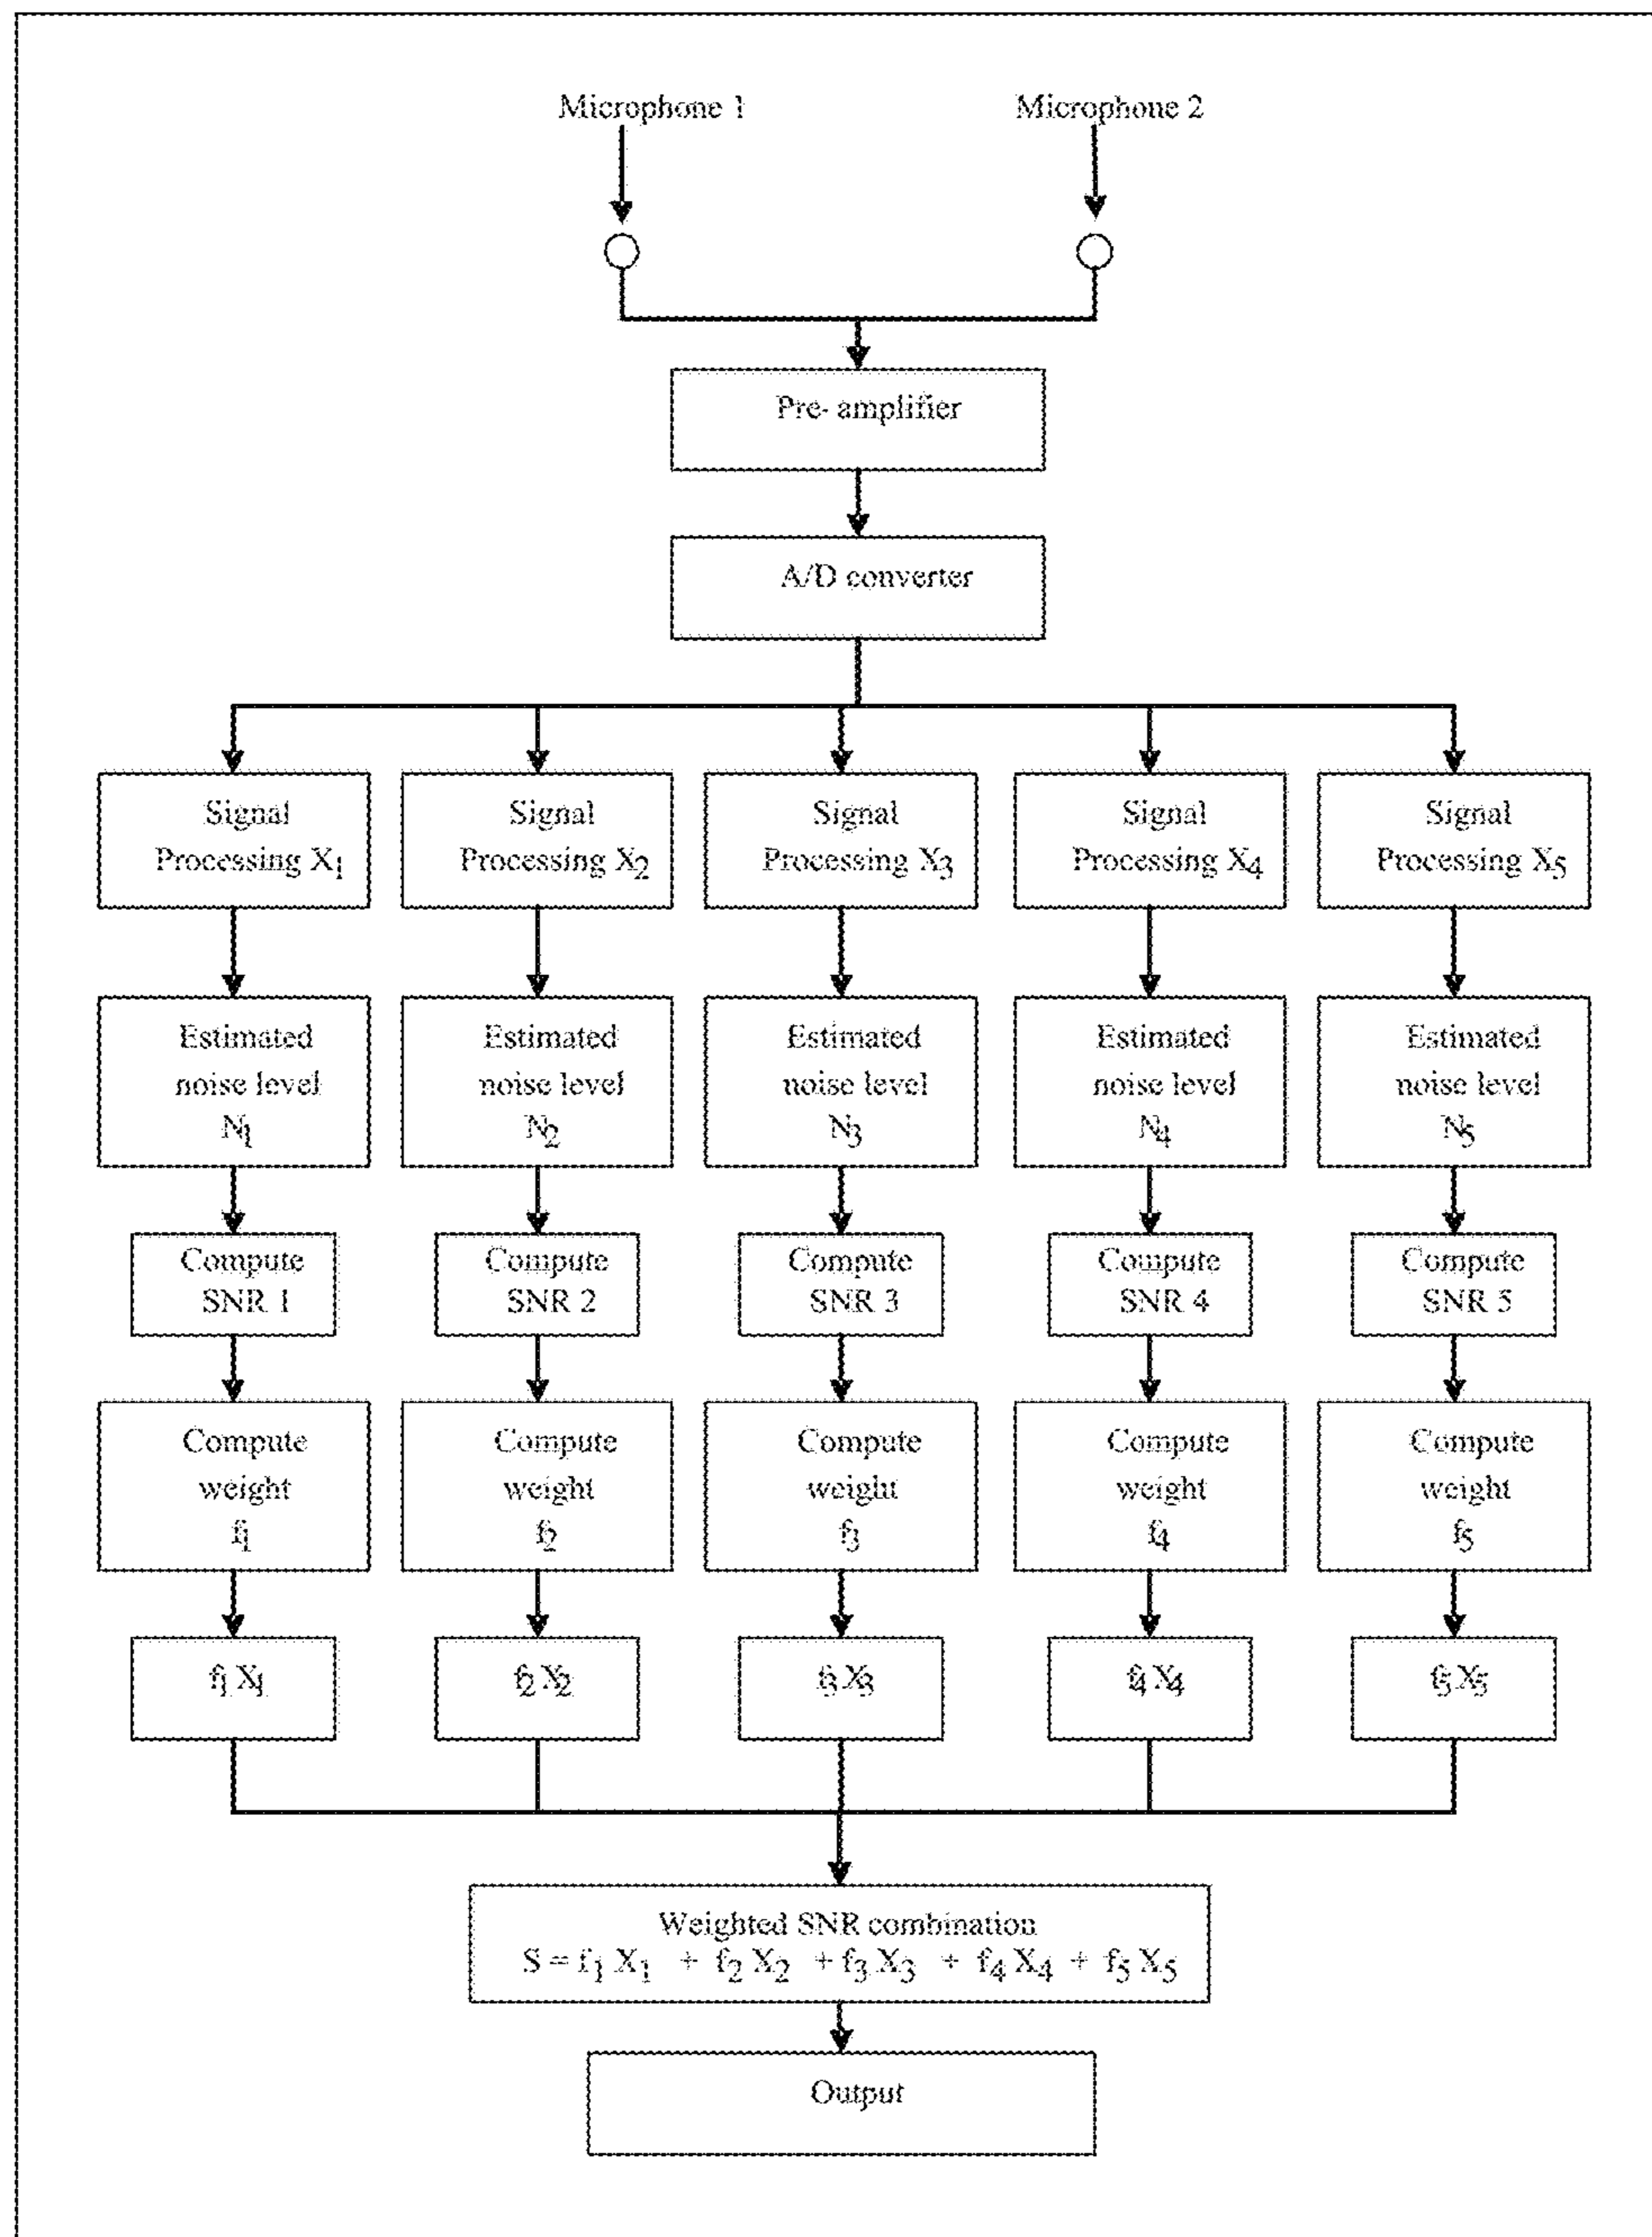 Microphone 1
Microphone 2
Pre- amplifier
A/D converter
Signal
Processing X1
Signal
Processing X2
Signal
Processing X3
Signal
Processing X4
Signal
Processing X5
Estimated
noise level
N1
Estimated
noise level
N2
Estimated
noise level
N3
Estimated
noise level
N4
Estimated
noise level
N5
Compute
SNR 1
Compute
SNR 2
Compute
SNR 3
Compute
SNR 4
Compute
SNR 5
Compute
weight
f1
Compute
weight
f2
Compute
weight
f3
Compute
weight
f4
Compute
weight
f5
f1 X1
f2 X2
f3 X3
f4 X4
f5 X5
Weighted SNR combination
S = f1 X1 + f2 X2 + f3 X3 + f4 X4 + f5 X5
Output